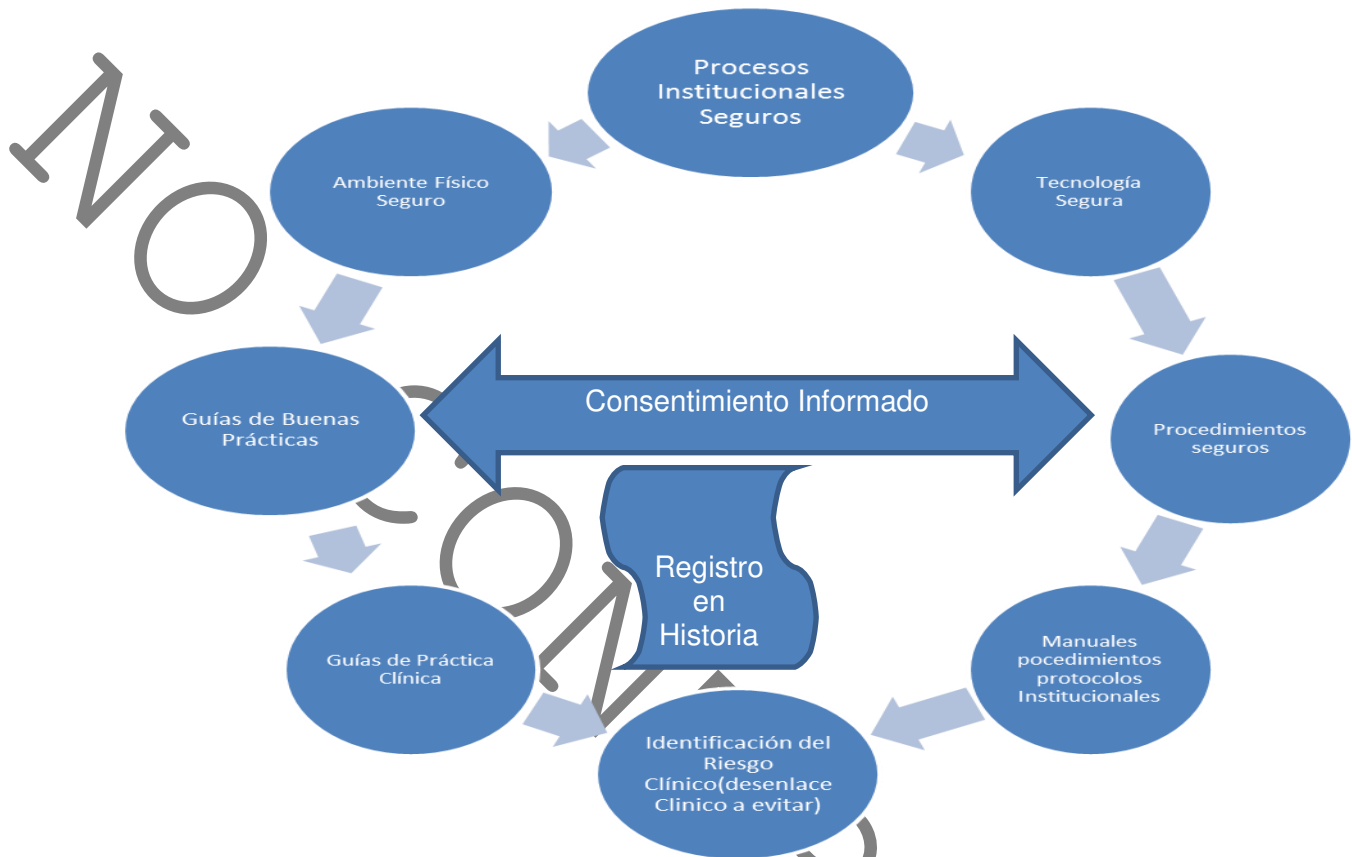 Procesos
Institucionales
Seguros
Ambiente Físico
Seguro
Tecnología
Segura
Consentimiento Informado
Guías de Buenas
Prácticas
Procedimientos
seguros
Registro
en
Historia
Guías de Práctica
Clínica
Manuales
pocedimientos
protocolos
Institucionales
Identificación del
Riesgo
Clínico(desenlace
Clinico a evitar)
NO